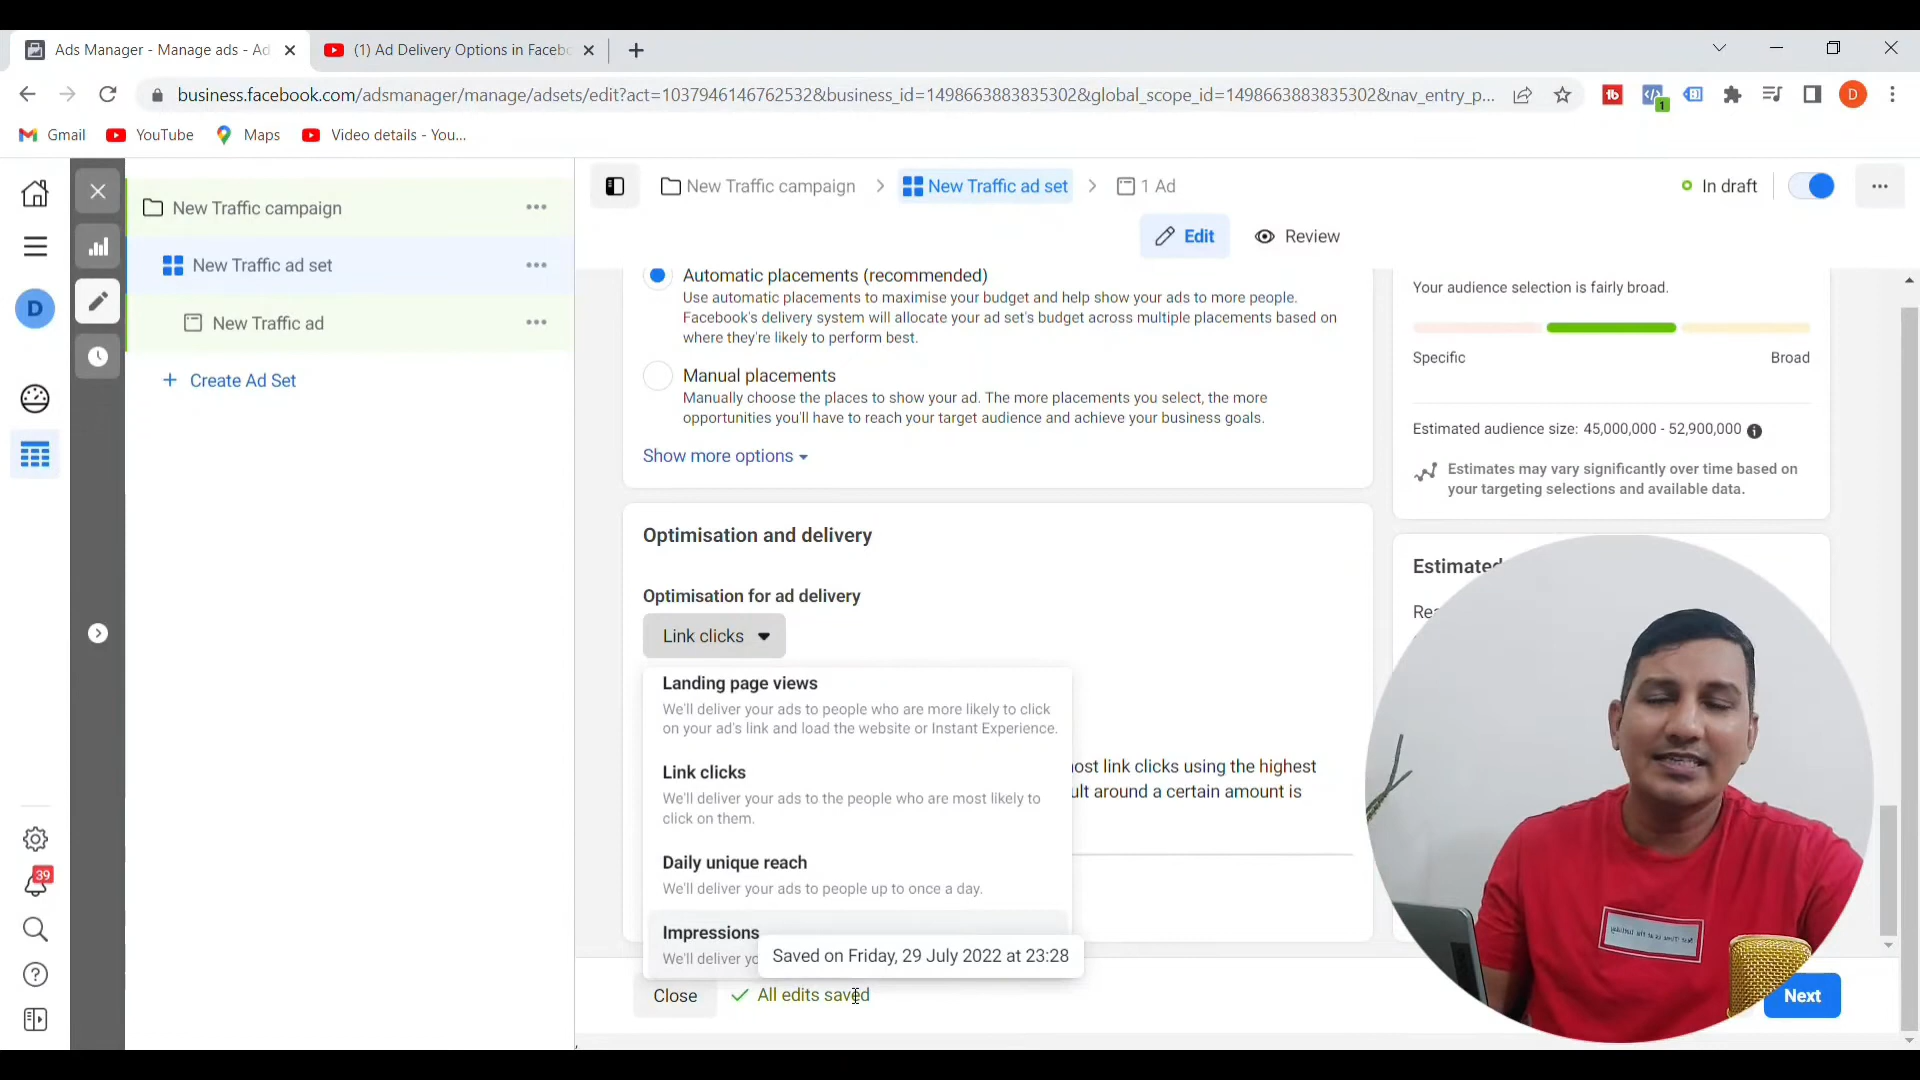 Ads Manager - Manage ads - Ad
(1) Ad Delivery Options in Facebo
business.facebook.com/adsmanager/manage/adsets/edit?act=1037946146762532&business_id=1498663883835302&global_scope_id=1498663883835302&nav_entry_p...
1
D
Gmail
YouTube
Maps
Video details - You...
New Traffic campaign
New Traffic ad set
New Traffic ad
+ Create Ad Set
D
39
New Traffic campaign > New Traffic ad set > 1 Ad
In draft
Edit
Review
Automatic placements (recommended)
Use automatic placements to maximise your budget and help show your ads to more people.
Facebook's delivery system will allocate your ad set's budget across multiple placements based on
where they're likely to perform best.
Manual placements
Manually choose the places to show your ad. The more placements you select, the more
opportunities you'll have to reach your target audience and achieve your business goals.
Show more options
Optimisation and delivery
Optimisation for ad delivery
Link clicks
Landing page views
We'll deliver your ads to people who are more likely to click
on your ad's link and load the website or Instant Experience.
Link clicks
We'll deliver your ads to the people who are most likely to
click on them.
Daily unique reach
We'll deliver your ads to people up to once a day.
Impressions
We'll deliver yo
Saved on Friday, 29 July 2022 at 23:28
ost link clicks using the highest
ult around a certain amount is
Close
All edits saved
Your audience selection is fairly broad.
Specific
Broad
Estimated audience size: 45,000,000 - 52,900,000
Estimates may vary significantly over time based on
your targeting selections and available data.
Estimated
Rea
Next